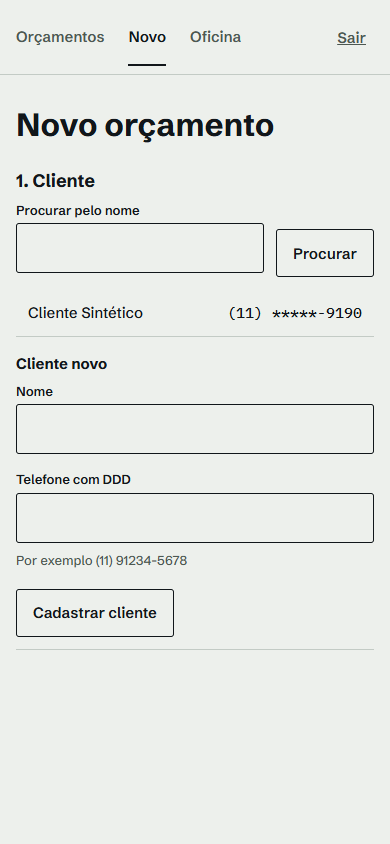 Orçamentos Novo Oficina Sair
Novo orçamento
1. Cliente
Procurar pelo nome
Procurar
Cliente Sintético (11) *****-9190
Cliente novo
Nome
Telefone com DDD
Por exemplo (11) 91234-5678
Cadastrar cliente